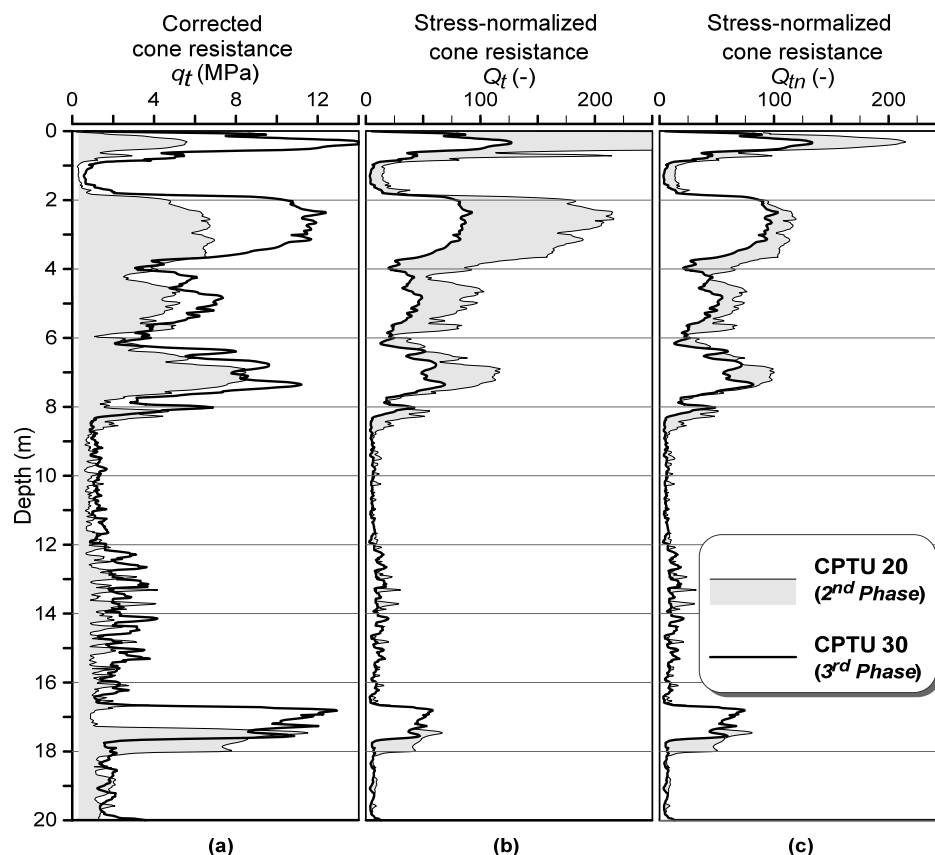 Corrected
cone resistance
qt (MPa)
0 4 8 12
Stress-normalized
cone resistance
Qt (-)
0 100 200
Stress-normalized
cone resistance
Qtn (-)
0 100 200
Depth (m)
0
2
4
6
8
10
12
14
16
18
20
CPTU 20
(2nd Phase)
CPTU 30
(3rd Phase)
(a)
(b)
(c)